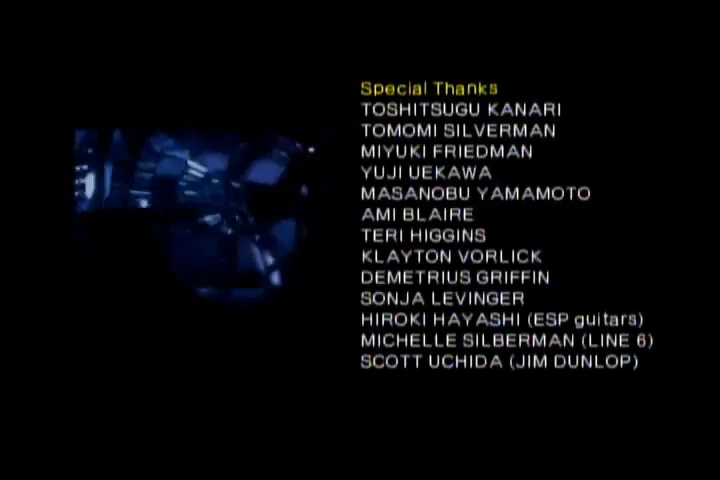 Special Thanks
TOSHITSUGU KANARI
TOMOMI SILVERMAN
MIYUKI FRIEDMAN
YUJI UEKAWA
MASANOBU YAMAMOTO
AMI BLAIRE
TERI HIGGINS
KLAYTON VORLICK
DEMETRIUS GRIFFIN
SONJA LEVINGER
HIROKI HAYASHI (ESP guitars)
MICHELLE SILBERMAN (LINE 6)
SCOTT UCHIDA (JIM DUNLOP)